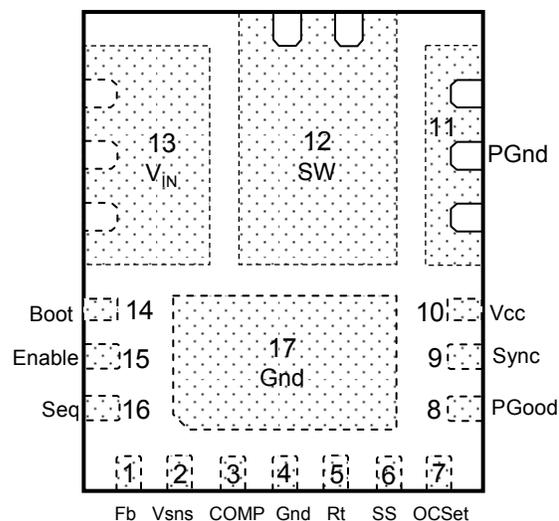 13
V_IN
12
SW
11
PGnd
Boot 14
10 Vcc
Enable 15
17
Gnd
9 Sync
Seq 16
8 PGood
1 2 3 4 5 6 7
Fb Vsns COMP Gnd Rt SS OCSet